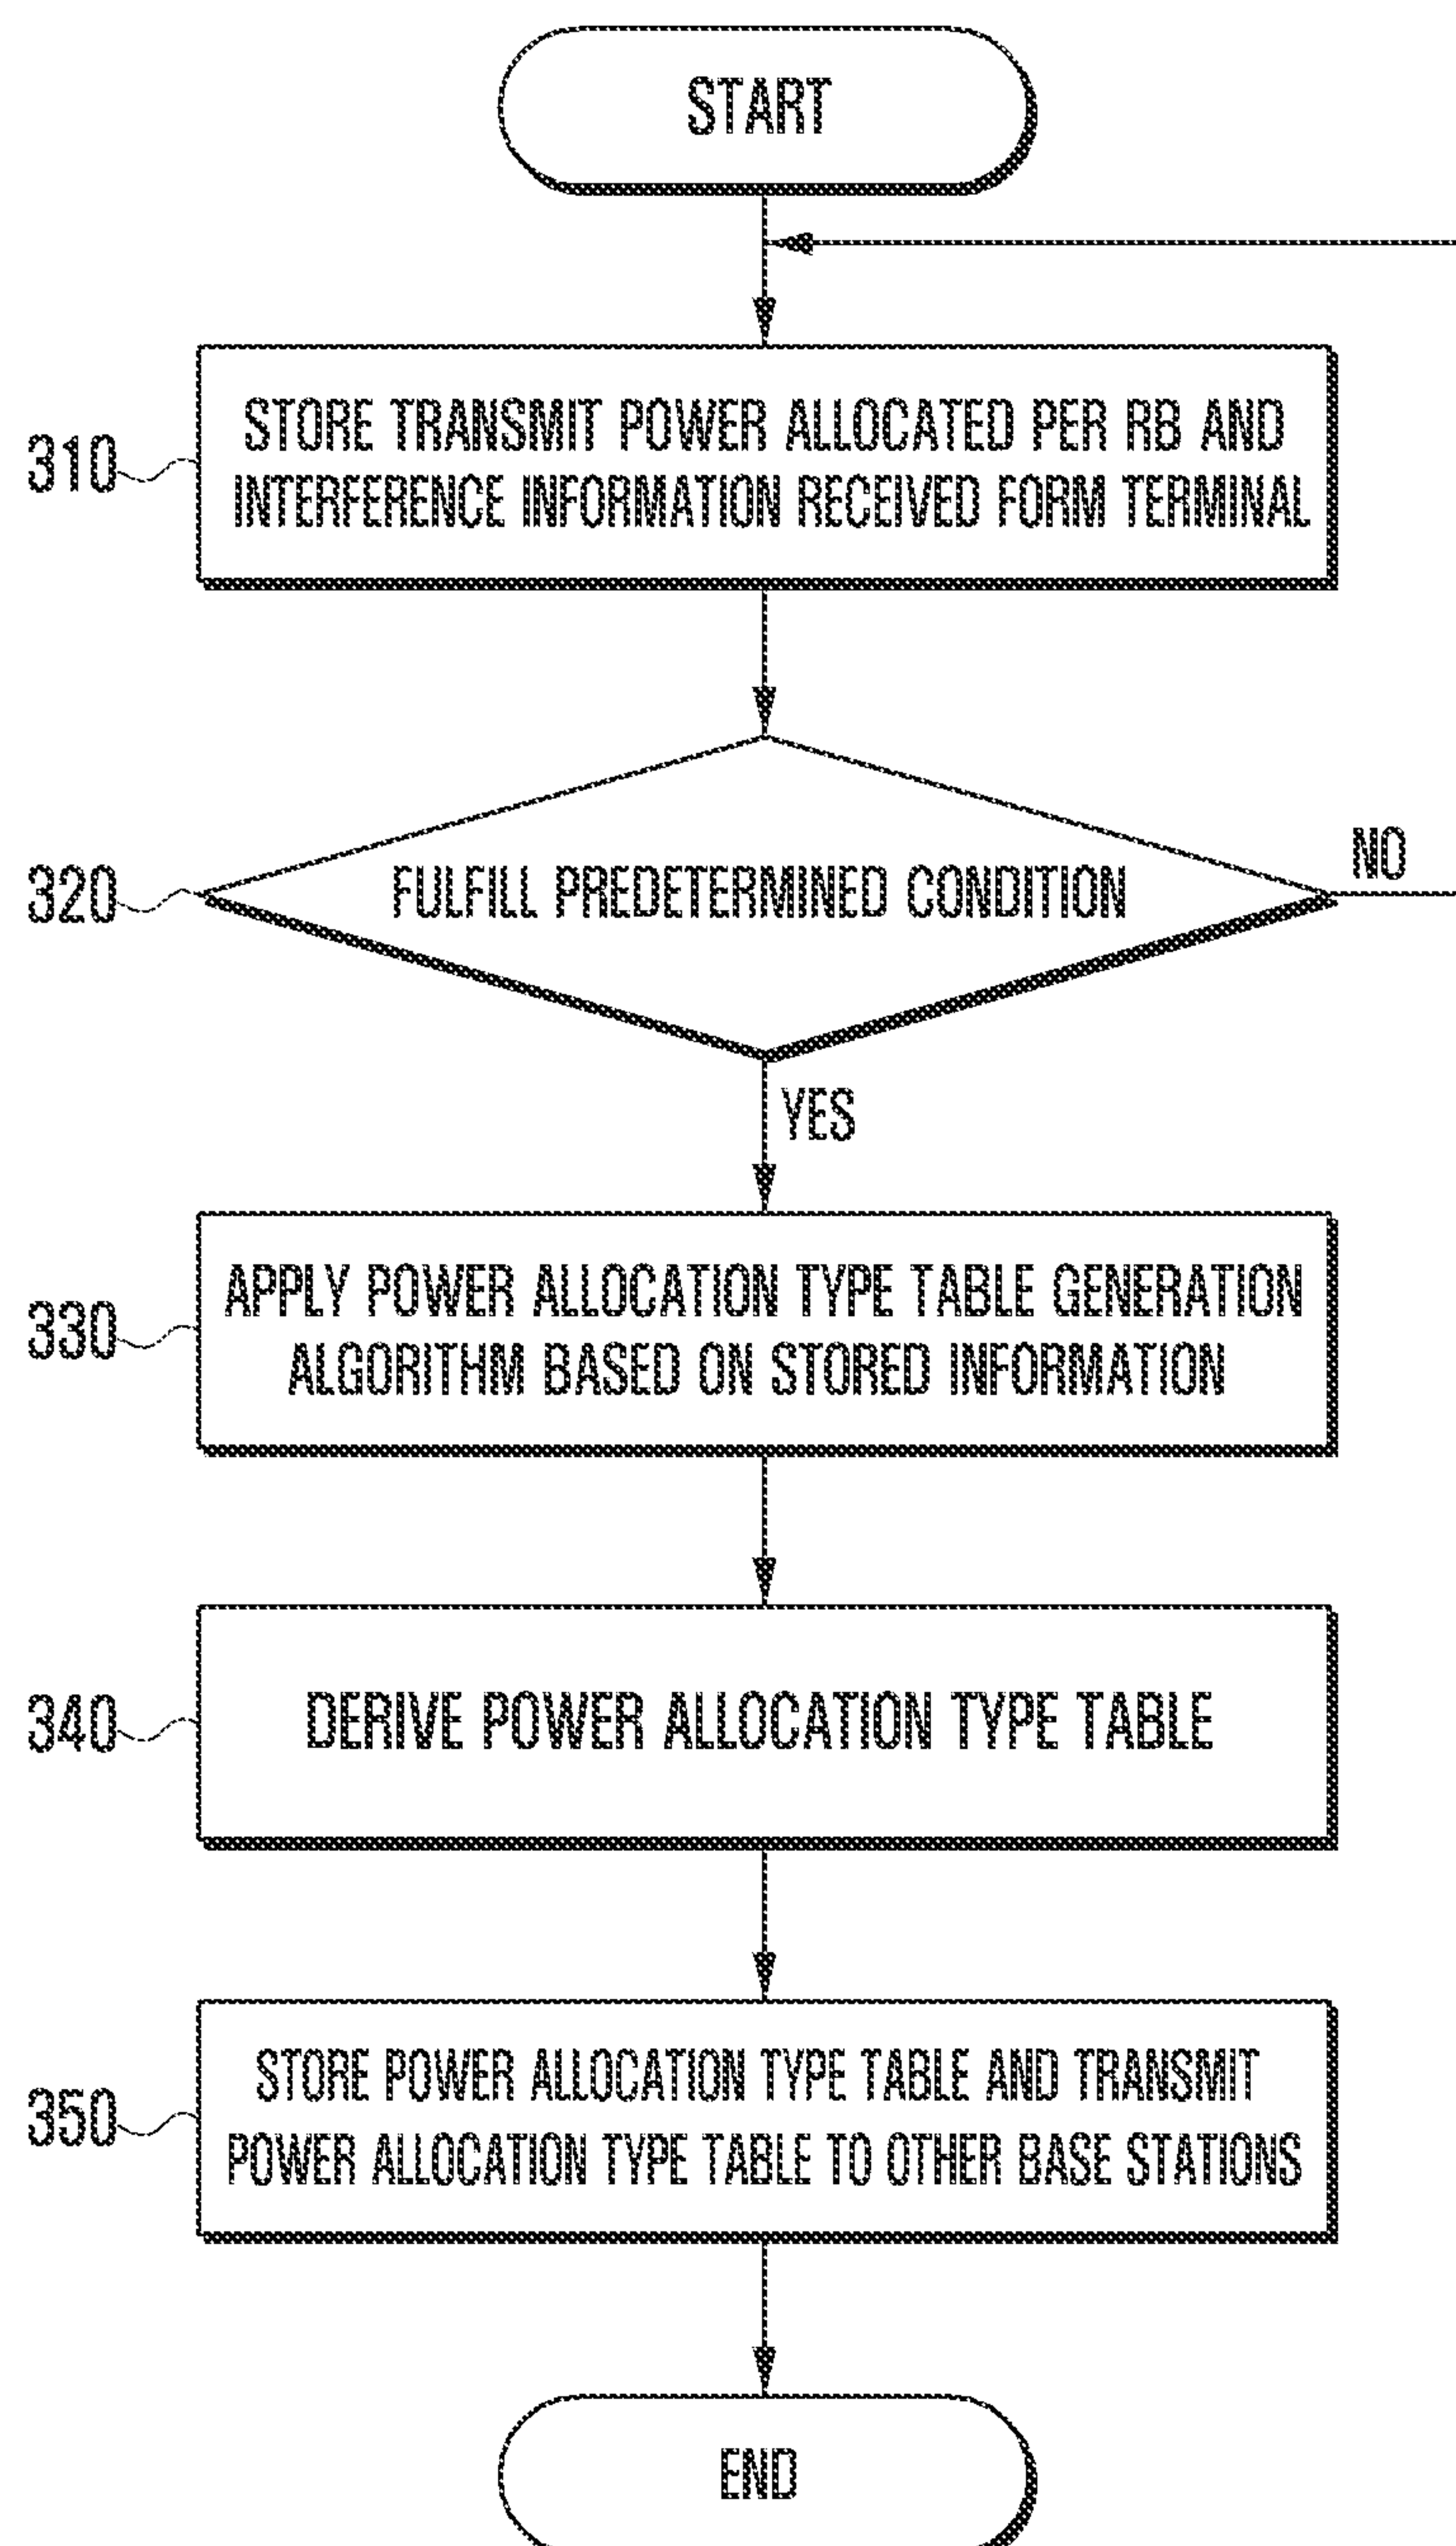 START
310
STORE TRANSMIT POWER ALLOCATED PER RB AND
INTERFERENCE INFORMATION RECEIVED FORM TERMINAL
320
FULFILL PREDETERMINED CONDITION
NO
YES
330
APPLY POWER ALLOCATION TYPE TABLE GENERATION
ALGORITHM BASED ON STORED INFORMATION
340
DERIVE POWER ALLOCATION TYPE TABLE
350
STORE POWER ALLOCATION TYPE TABLE AND TRANSMIT
POWER ALLOCATION TYPE TABLE TO OTHER BASE STATIONS
END